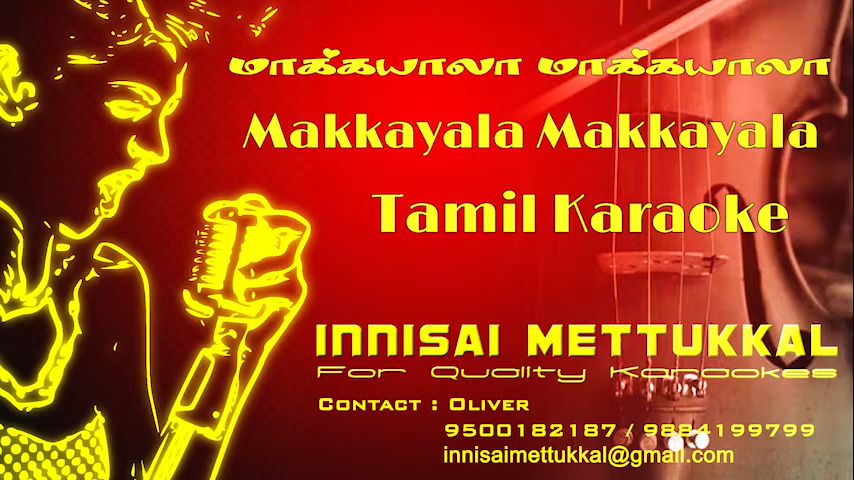 மாக்கயாலா மாக்கயாலா
Makkayala Makkayala
Tamil Karaoke
INNISAI METTUKKAL
For Quality Karaokes
Contact : Oliver
9500182187 / 9884199799
innisaimettukkal@gmail.com